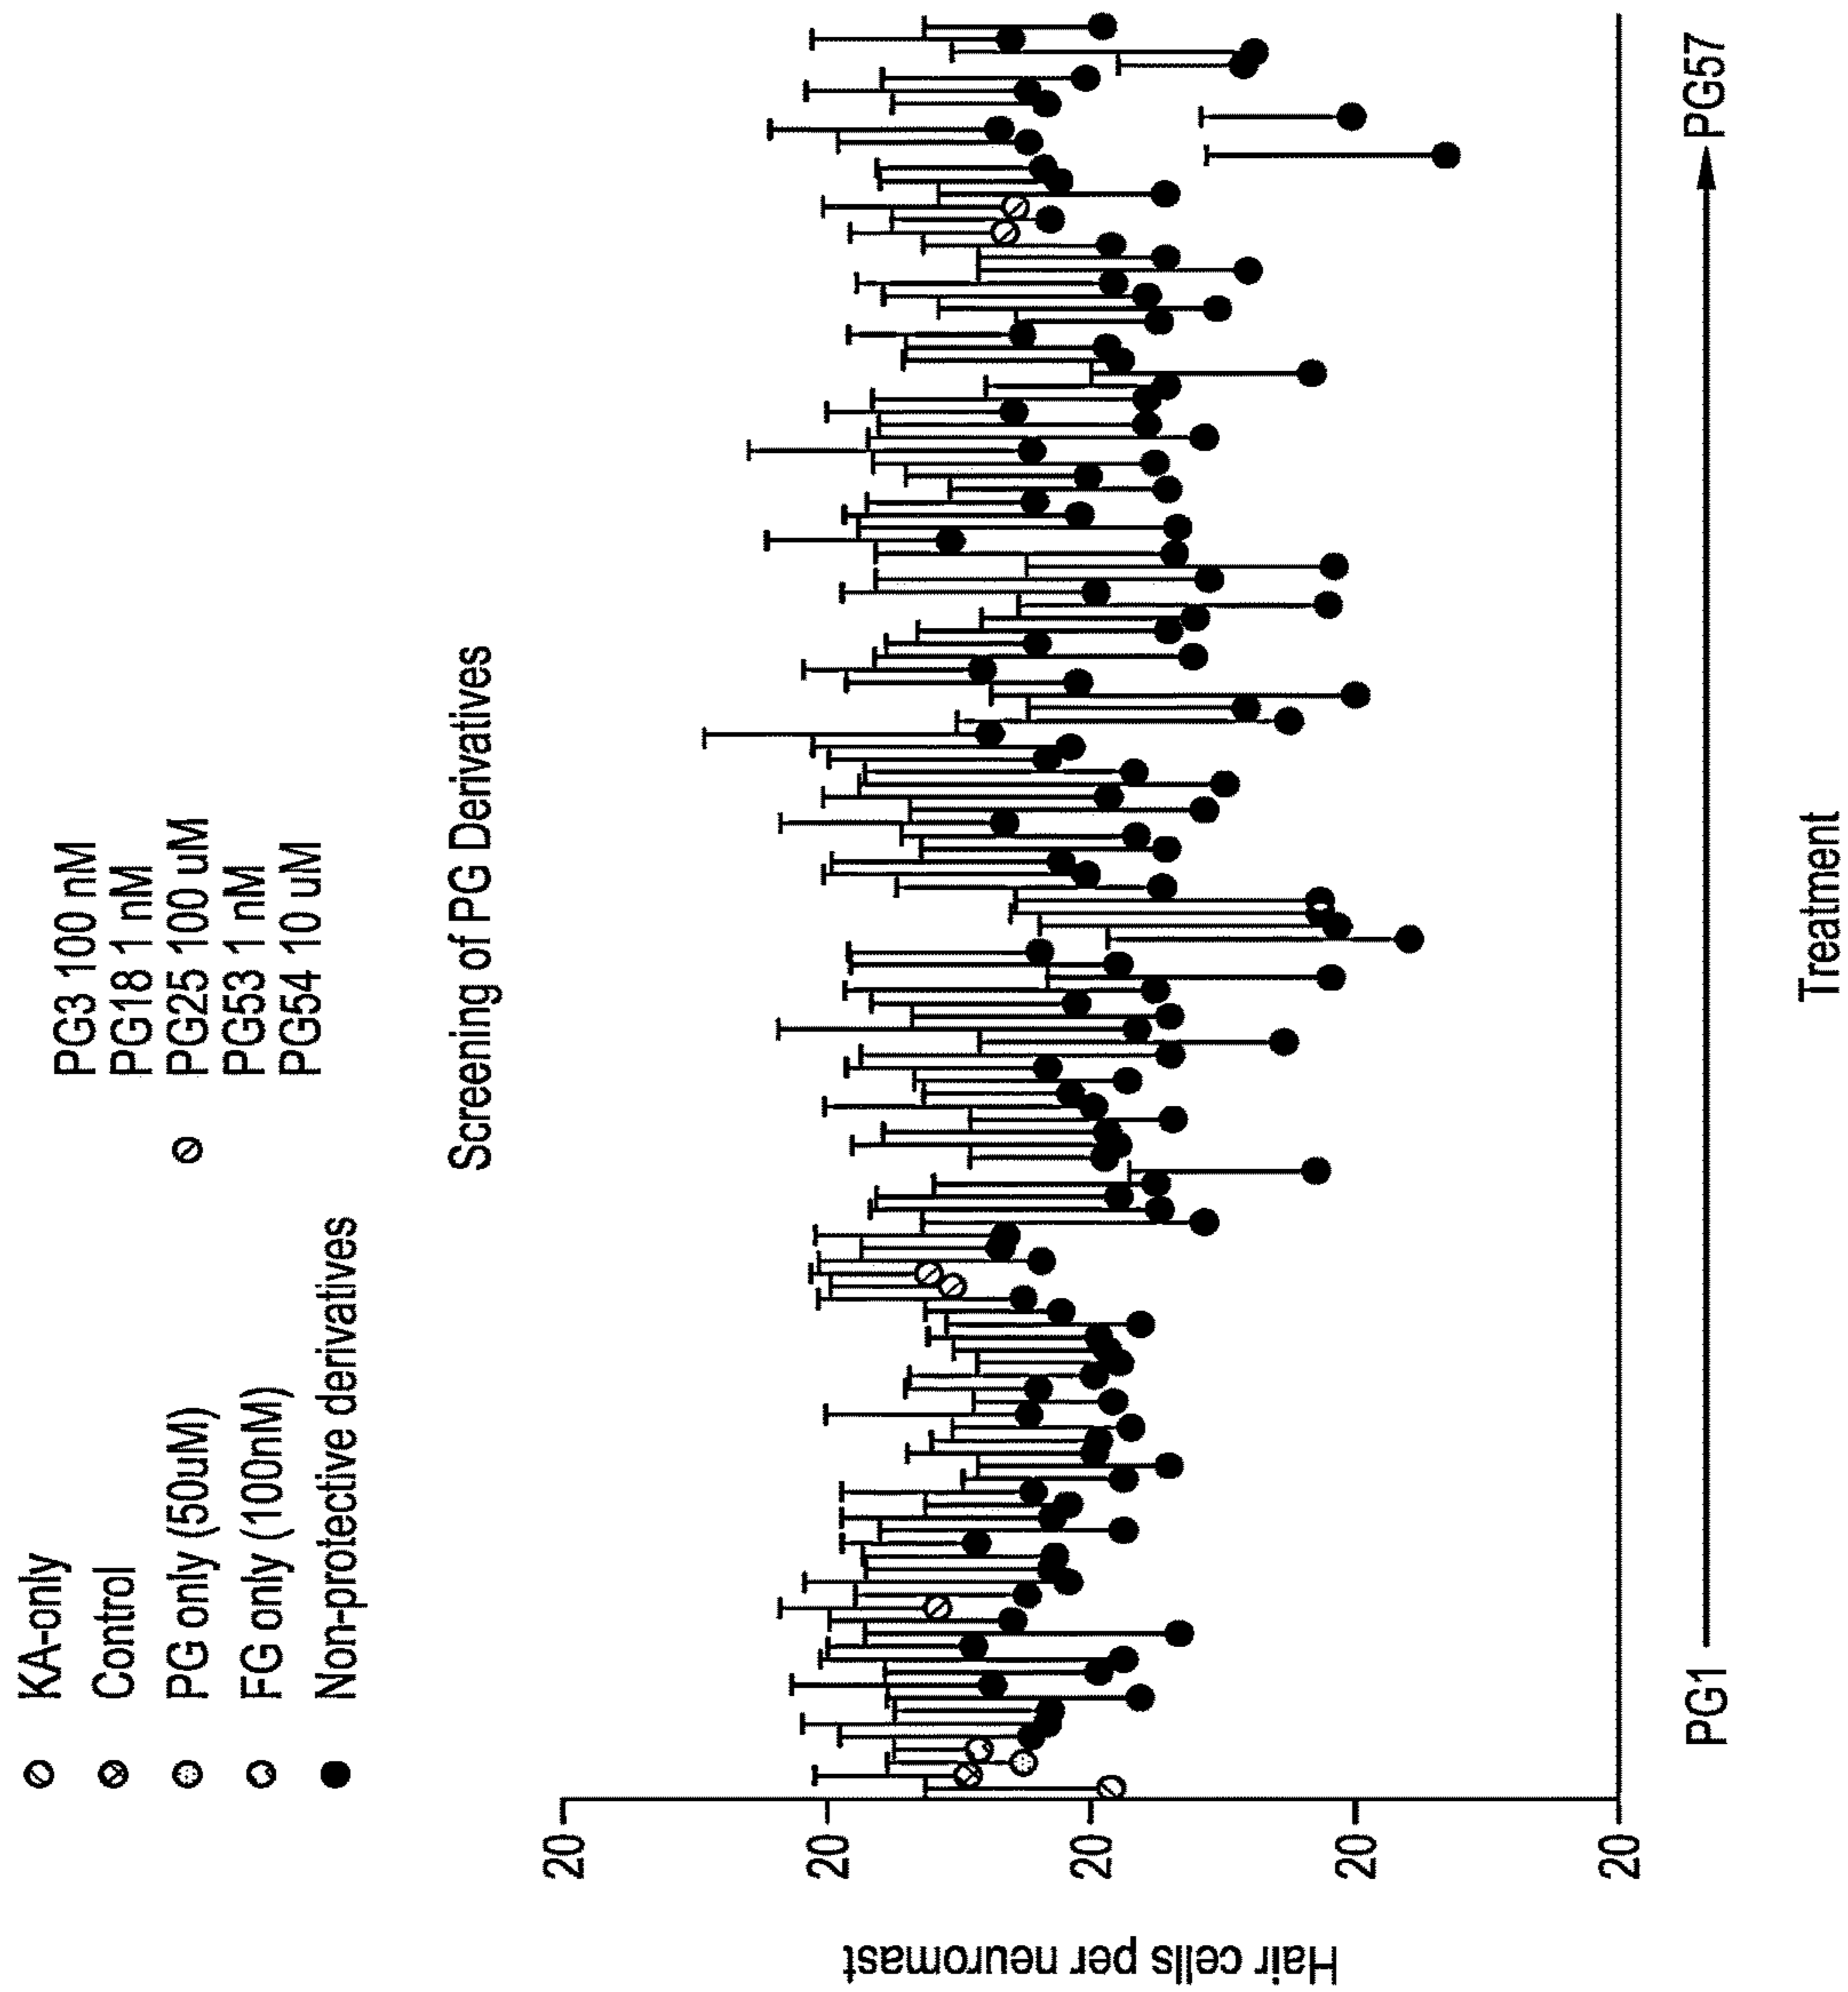 KA-only
Control
PG only (50uM)
FG only (100nM)
Non-protective derivatives
PG3 100 nM
PG18 1 nM
PG25 100 uM
PG53 1 nM
PG54 10 uM
Screening of PG Derivatives
Hair cells per neuromast
20
20
20
20
20
PG1
PG57
Treatment